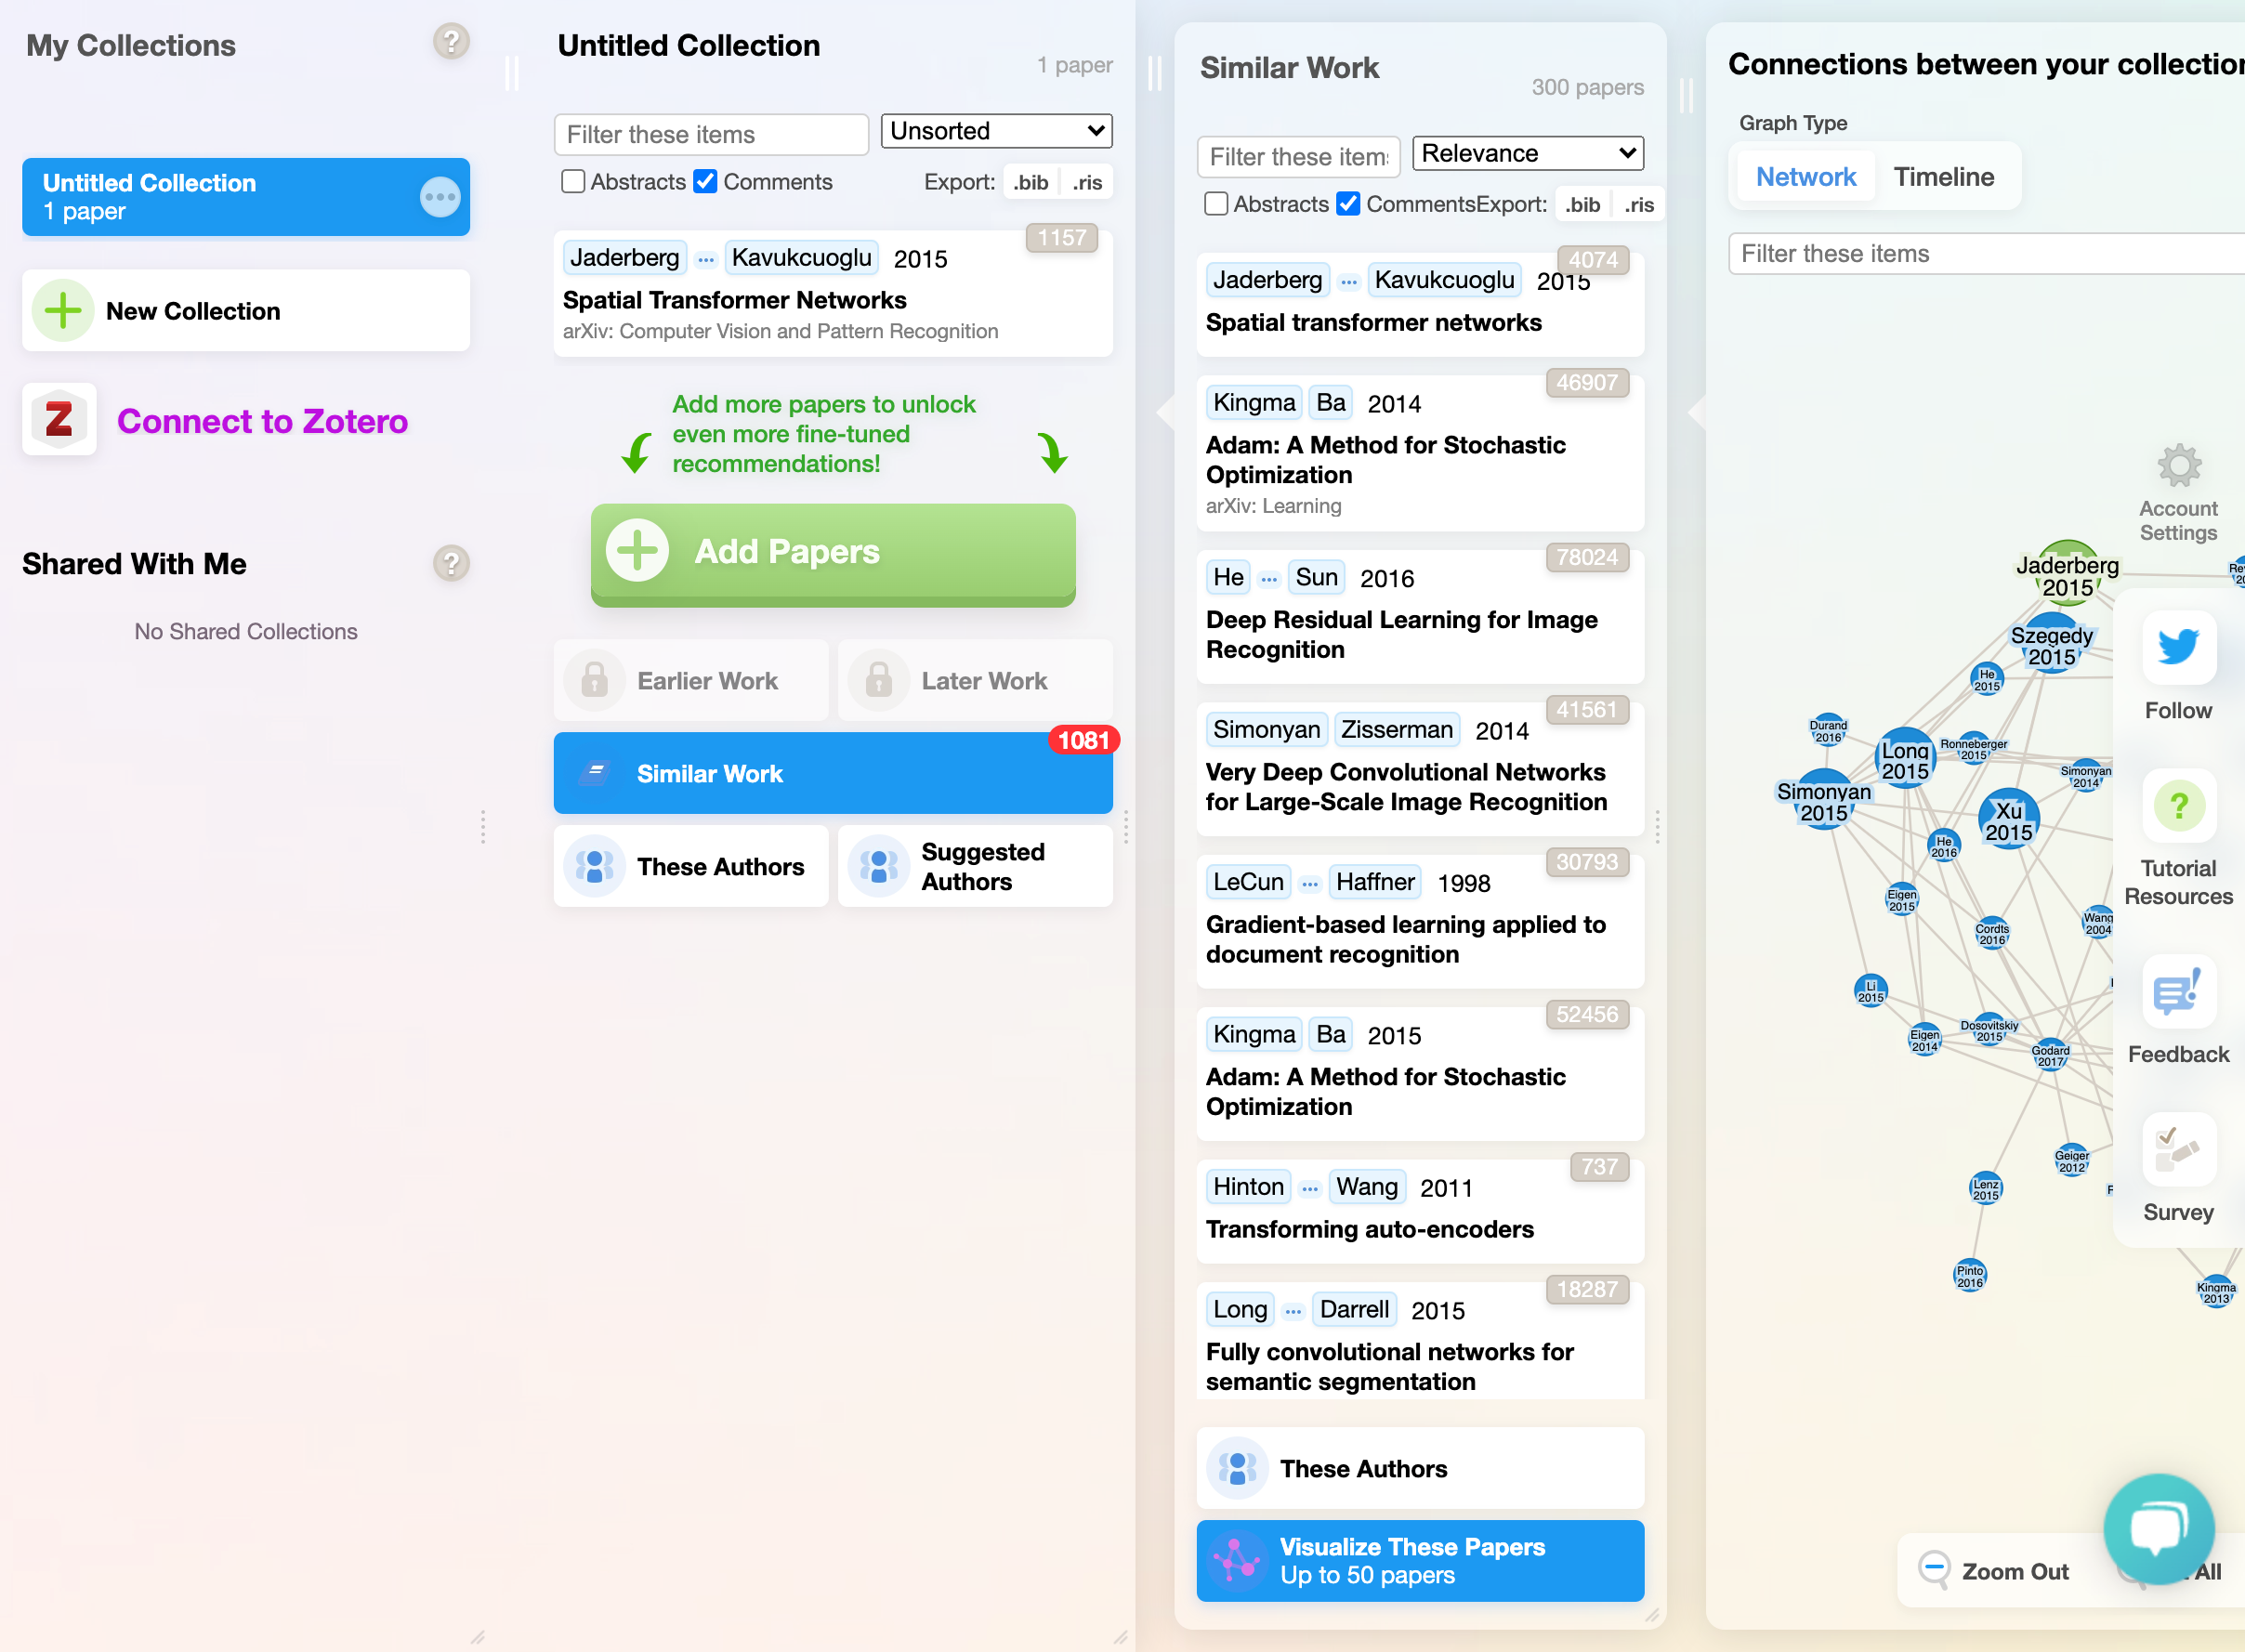 My Collections
?
Untitled Collection
1 paper
New Collection
Z
Connect to Zotero
Shared With Me
?
No Shared Collections
Untitled Collection
1 paper
Filter these items
Unsorted
Abstracts
Comments
Export:
.bib
.ris
1157
Jaderberg ... Kavukcuoglu 2015
Spatial Transformer Networks
arXiv: Computer Vision and Pattern Recognition
Add more papers to unlock
even more fine-tuned
recommendations!
Add Papers
Earlier Work
Later Work
1081
Similar Work
These Authors
Suggested
Authors
Similar Work
300 papers
Filter these item
Relevance
Abstracts
Comments
Export:
.bib
.ris
4074
Jaderberg ... Kavukcuoglu 2015
Spatial transformer networks
46907
Kingma Ba 2014
Adam: A Method for Stochastic
Optimization
arXiv: Learning
78024
He ... Sun 2016
Deep Residual Learning for Image
Recognition
41561
Simonyan Zisserman 2014
Very Deep Convolutional Networks
for Large-Scale Image Recognition
30793
LeCun ... Haffner 1998
Gradient-based learning applied to
document recognition
52456
Kingma Ba 2015
Adam: A Method for Stochastic
Optimization
737
Hinton ... Wang 2011
Transforming auto-encoders
18287
Long ... Darrell 2015
Fully convolutional networks for
semantic segmentation
These Authors
Visualize These Papers
Up to 50 papers
Connections between your collection
Graph Type
Network
Timeline
Filter these items
Account
Settings
Jaderberg
2015
Szegedy
2015
He
2015
Durand
2016
Long
2015
Ronneberger
2015
Simonyan
2014
Simonyan
2015
Xu
2015
He
2016
Eigen
2015
Cordts
2016
Wang
2004
Li
2015
Eigen
2014
Dosovitskiy
2015
Godard
2017
Geiger
2012
Lenz
2015
Pinto
2016
Kingma
2013
Follow
?
Tutorial
Resources
Feedback
Survey
Zoom Out
All